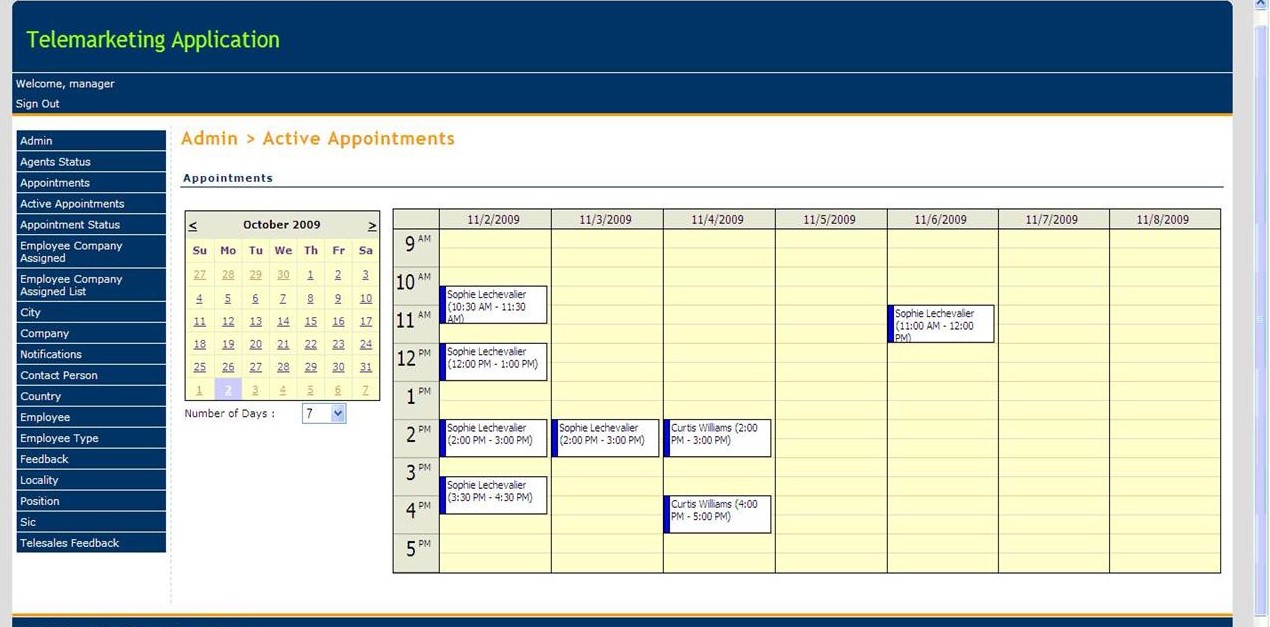 Telemarketing Application
Welcome, manager
Sign Out
Admin
Agents Status
Appointments
Active Appointments
Appointment Status
Employee Company
Assigned
Employee Company
Assigned List
City
Company
Notifications
Contact Person
Country
Employee
Employee Type
Feedback
Locality
Position
Sic
Telesales Feedback
Admin > Active Appointments
Appointments
< October 2009 >
Su Mo Tu We Th Fr Sa
27 28 29 30 1 2 3
4 5 6 7 8 9 10
11 12 13 14 15 16 17
18 19 20 21 22 23 24
25 26 27 28 29 30 31
1 2 3 4 5 6 7
Number of Days : 7
11/2/2009 11/3/2009 11/4/2009 11/5/2009 11/6/2009 11/7/2009 11/8/2009
9 AM
10 AM
11 AM
12 PM
1 PM
2 PM
3 PM
4 PM
5 PM
Sophie Lechevalier
(10:30 AM - 11:30
AM)
Sophie Lechevalier
(12:00 PM - 1:00 PM)
Sophie Lechevalier
(2:00 PM - 3:00 PM)
Sophie Lechevalier
(3:30 PM - 4:30 PM)
Sophie Lechevalier
(2:00 PM - 3:00 PM)
Curtis Williams (2:00
PM - 3:00 PM)
Curtis Williams (4:00
PM - 5:00 PM)
Sophie Lechevalier
(11:00 AM - 12:00
PM)